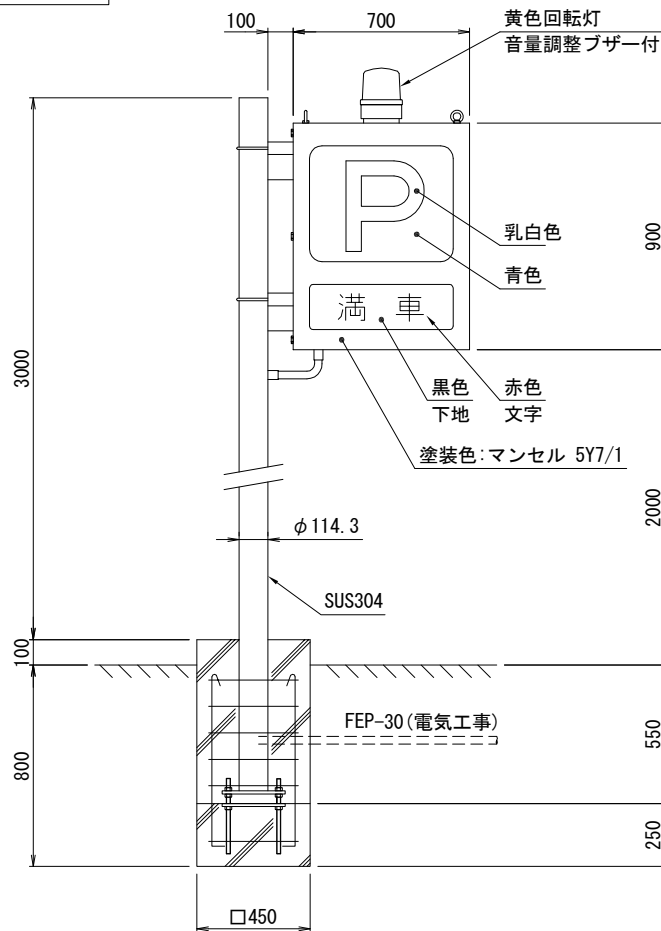 100
700
黄色回転灯
音量調整ブザー付
P
乳白色
900
青色
満 車
3000
黒色
下地
赤色
文字
塗装色:マンセル 5Y7/1
2000
φ114.3
SUS304
100
FEP-30(電気工事)
550
800
250
□450